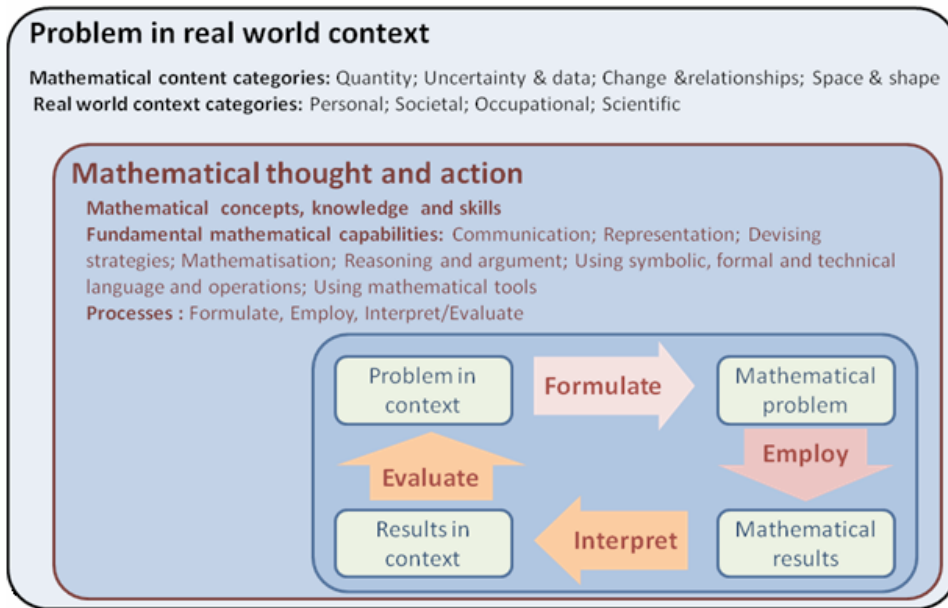 Problem in real world context
Mathematical content categories: Quantity; Uncertainty & data; Change &relationships; Space & shape
Real world context categories: Personal; Societal; Occupational; Scientific
Mathematical thought and action
Mathematical concepts, knowledge and skills
Fundamental mathematical capabilities: Communication; Representation; Devising
strategies; Mathematisation; Reasoning and argument; Using symbolic, formal and technical
language and operations; Using mathematical tools
Processes : Formulate, Employ, Interpret/Evaluate
Problem in
context
Formulate
Mathematical
problem
Evaluate
Employ
Results in
context
Interpret
Mathematical
results